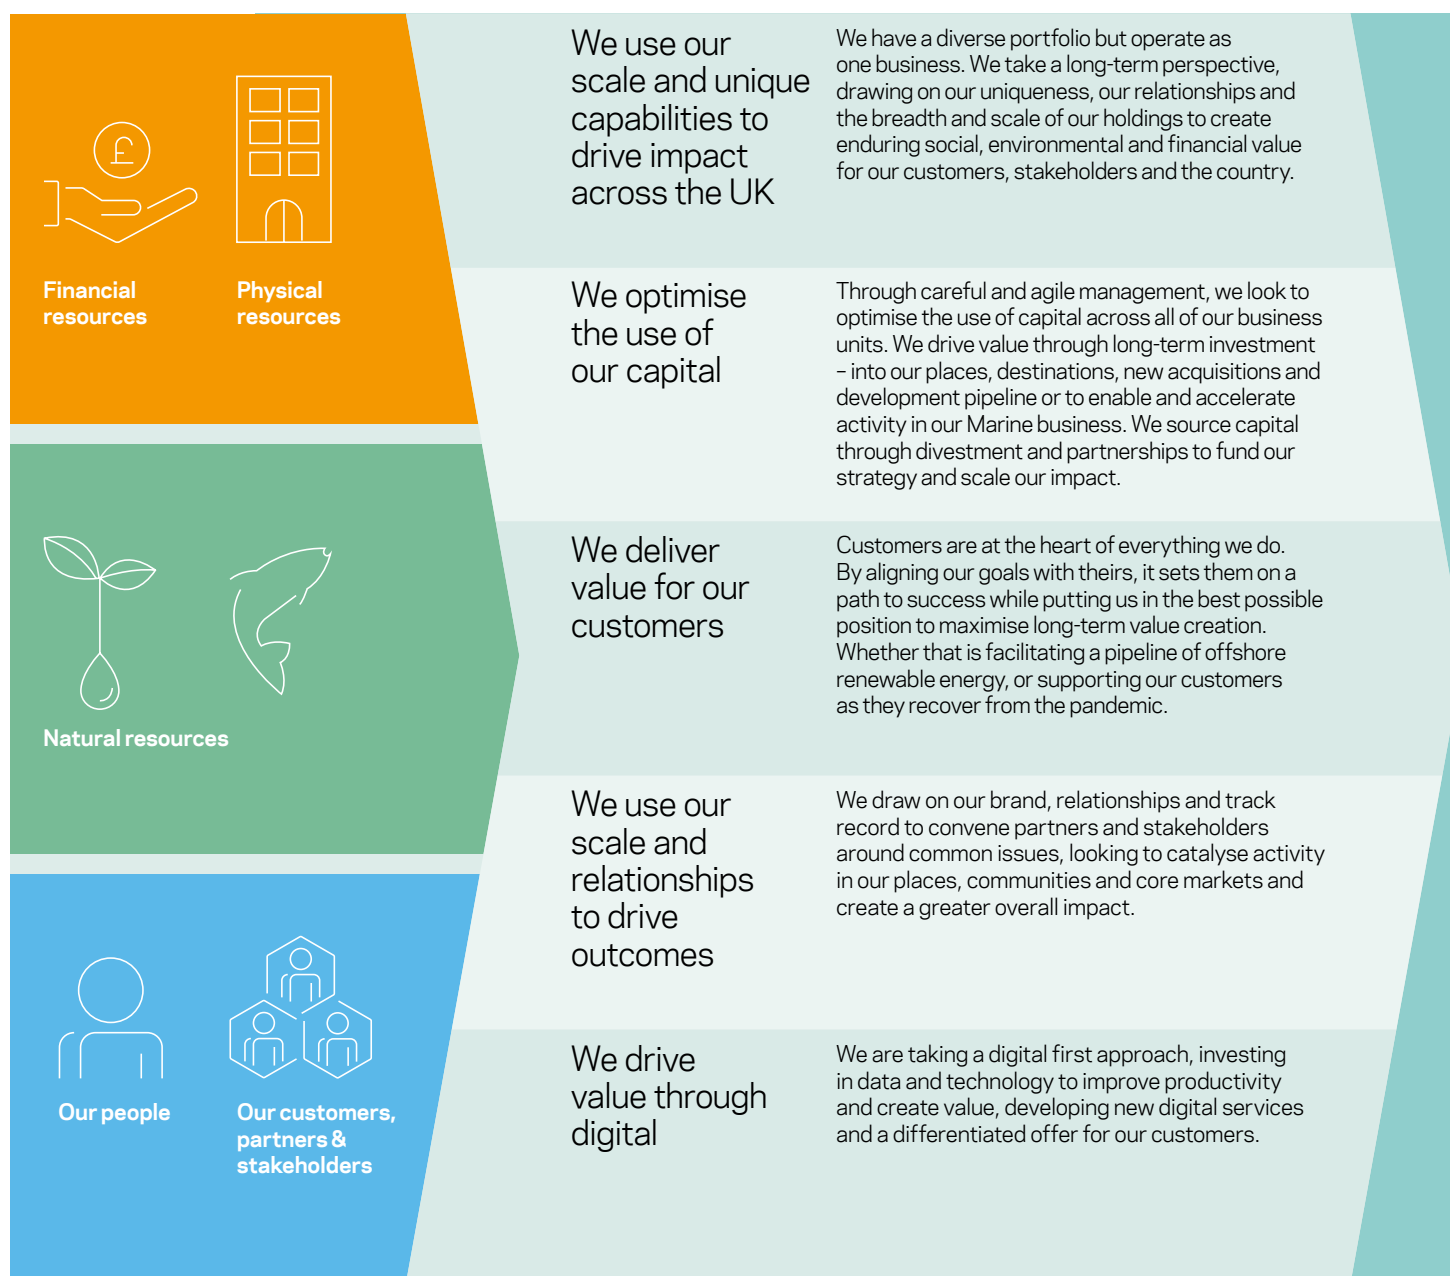 £
Financial
resources
Physical
resources
Natural resources
Our people
Our customers,
partners &
stakeholders
We use our
scale and unique
capabilities to
drive impact
across the UK
We have a diverse portfolio but operate as
one business. We take a long-term perspective,
drawing on our uniqueness, our relationships and
the breadth and scale of our holdings to create
enduring social, environmental and financial value
for our customers, stakeholders and the country.
We optimise
the use of
our capital
Through careful and agile management, we look to
optimise the use of capital across all of our business
units. We drive value through long-term investment
– into our places, destinations, new acquisitions and
development pipeline or to enable and accelerate
activity in our Marine business. We source capital
through divestment and partnerships to fund our
strategy and scale our impact.
We deliver
value for our
customers
Customers are at the heart of everything we do.
By aligning our goals with theirs, it sets them on a
path to success while putting us in the best possible
position to maximise long-term value creation.
Whether that is facilitating a pipeline of offshore
renewable energy, or supporting our customers
as they recover from the pandemic.
We use our
scale and
relationships
to drive
outcomes
We draw on our brand, relationships and track
record to convene partners and stakeholders
around common issues, looking to catalyse activity
in our places, communities and core markets and
create a greater overall impact.
We drive
value through
digital
We are taking a digital first approach, investing
in data and technology to improve productivity
and create value, developing new digital services
and a differentiated offer for our customers.